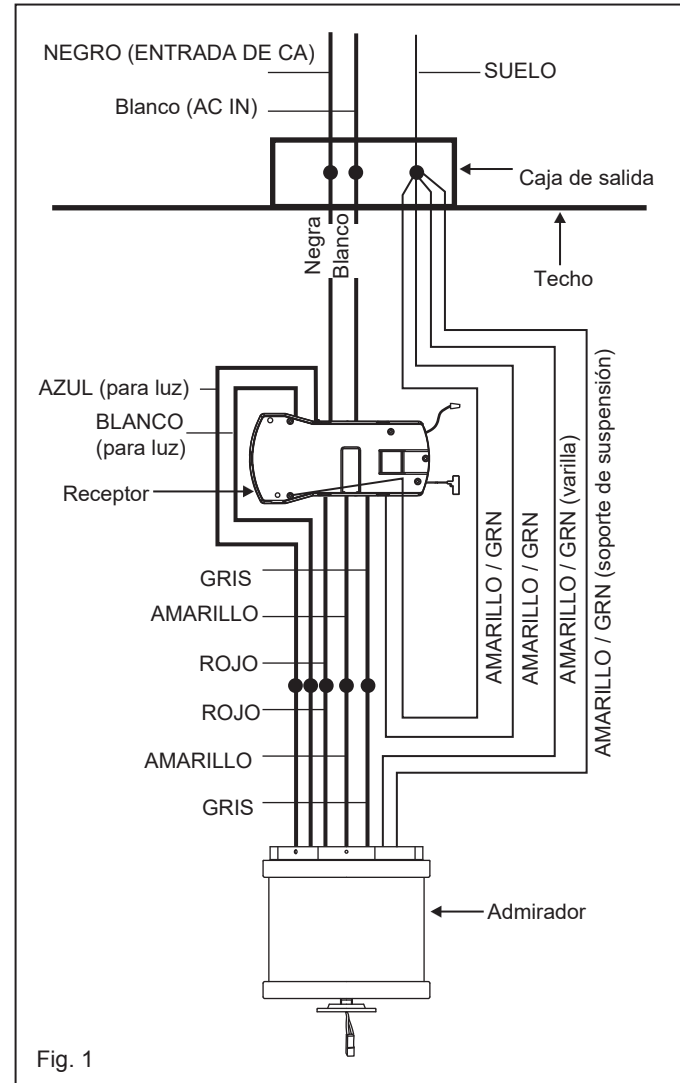 NEGRO (ENTRADA DE CA)
SUELO
Blanco (AC IN)
Caja de salida
Negra
Blanco
Techo
AZUL (para luz)
BLANCO
(para luz)
Receptor
GRIS
AMARILLO
ROJO
ROJO
AMARILLO
GRIS
AMARILLO / GRN
AMARILLO / GRN
AMARILLO / GRN (varilla)
AMARILLO / GRN (soporte de suspensión)
Admirador
Fig. 1